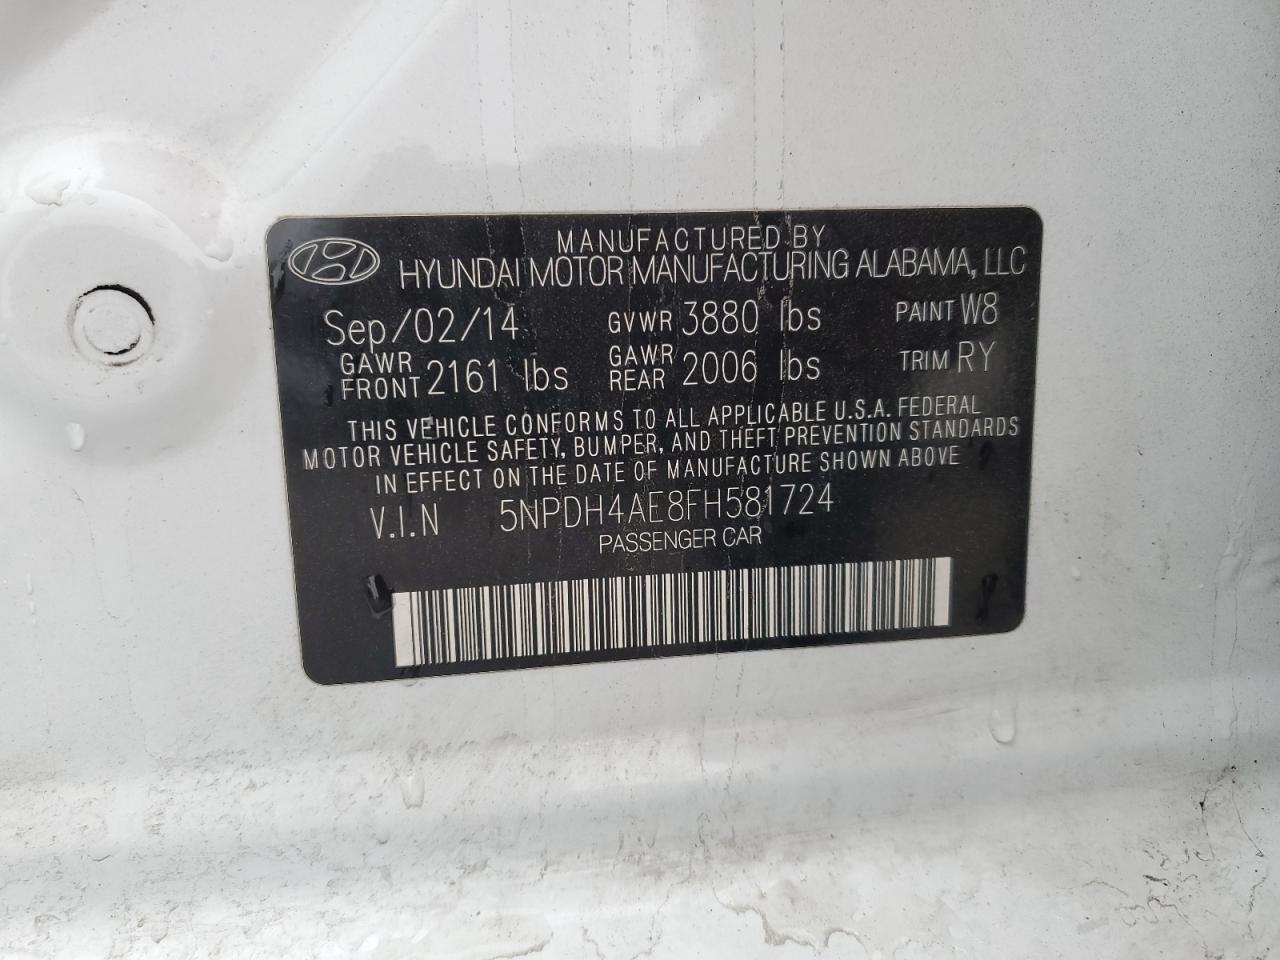 MANUFACTURED BY
HYUNDAI MOTOR MANUFACTURING ALABAMA, LLC
Sep/02/14 GVWR 3880 lbs PAINT W8
GAWR FRONT 2161 lbs GAWR REAR 2006 lbs TRIM RY
THIS VEHICLE CONFORMS TO ALL APPLICABLE U.S.A. FEDERAL
MOTOR VEHICLE SAFETY, BUMPER, AND THEFT PREVENTION STANDARDS
IN EFFECT ON THE DATE OF MANUFACTURE SHOWN ABOVE
V.I.N 5NPDH4AE8FH581724
PASSENGER CAR